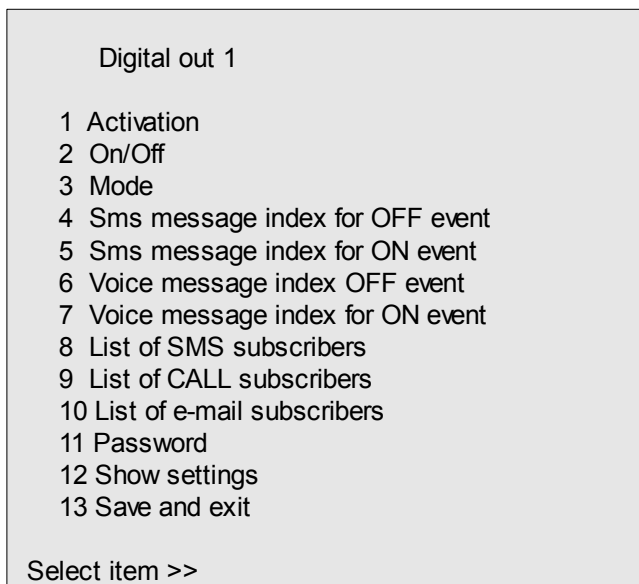 Digital out 1
1 Activation
2 On/Off
3 Mode
4 Sms message index for OFF event
5 Sms message index for ON event
6 Voice message index OFF event
7 Voice message index for ON event
8 List of SMS subscribers
9 List of CALL subscribers
10 List of e-mail subscribers
11 Password
12 Show settings
13 Save and exit
Select item >>